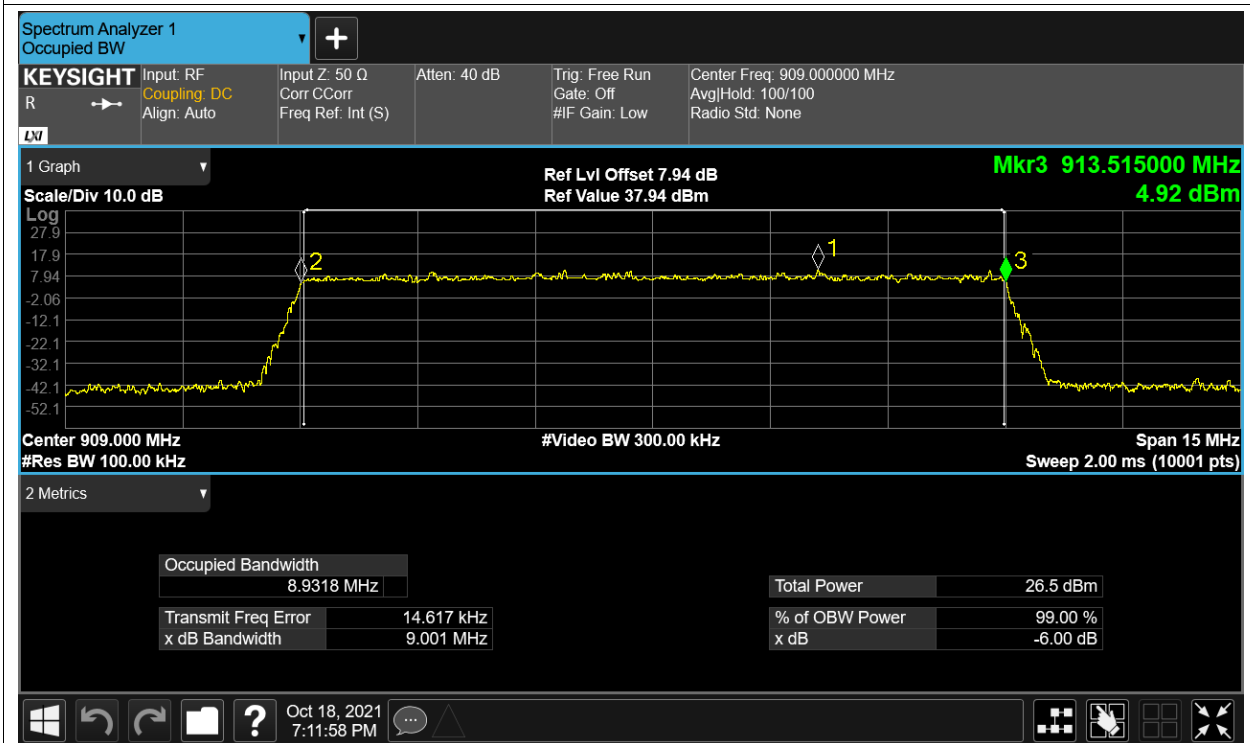 Spectrum Analyzer 1
Occupied BW
KEYSIGHT
R
LXI
Input: RF
Coupling: DC
Align: Auto
Input Z: 50 Ω
Corr CCorr
Freq Ref: Int (S)
Atten: 40 dB
Trig: Free Run
Gate: Off
#IF Gain: Low
Center Freq: 909.000000 MHz
Avg|Hold: 100/100
Radio Std: None
1 Graph
Scale/Div 10.0 dB
Ref Lvl Offset 7.94 dB
Ref Value 37.94 dBm
Mkr3 913.515000 MHz
4.92 dBm
Log
27.9
17.9
7.94
-2.06
-12.1
-22.1
-32.1
-42.1
-52.1
2
1
3
Center 909.000 MHz
#Res BW 100.00 kHz
#Video BW 300.00 kHz
Span 15 MHz
Sweep 2.00 ms (10001 pts)
2 Metrics
Occupied Bandwidth
8.9318 MHz
Transmit Freq Error 14.617 kHz
x dB Bandwidth 9.001 MHz
Total Power 26.5 dBm
% of OBW Power 99.00 %
x dB -6.00 dB
?
Oct 18, 2021
7:11:58 PM